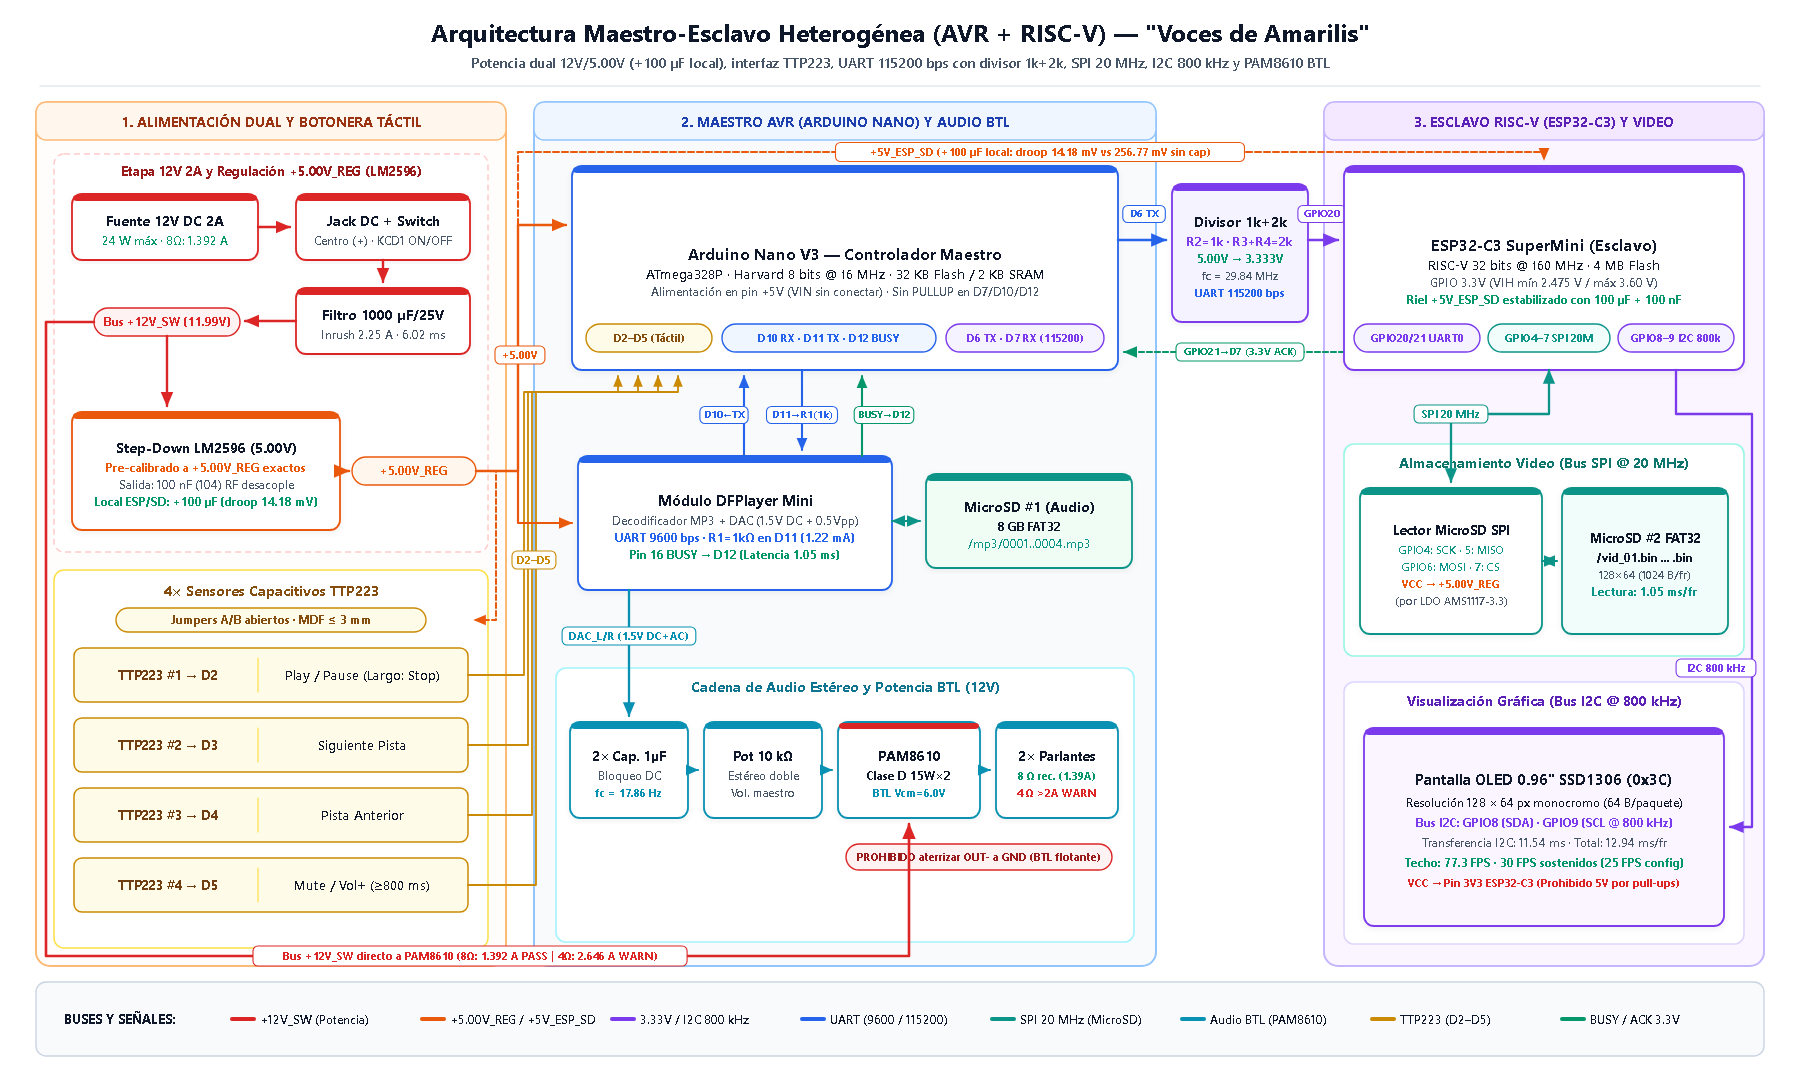 Arquitectura Maestro-Esclavo Heterogénea (AVR + RISC-V) — "Voces de Amarilis"
Potencia dual 12V/5.00V (+100 µF local), interfaz TTP223, UART 115200 bps con divisor 1k+2k, SPI 20 MHz, I2C 800 kHz y PAM8610 BTL
1. ALIMENTACIÓN DUAL Y BOTONERA TÁCTIL
Etapa 12V 2A y Regulación +5.00V_REG (LM2596)
Fuente 12V DC 2A
24 W máx · 8Ω: 1.392 A
Jack DC + Switch
Centro (+) · KCD1 ON/OFF
Bus +12V_SW (11.99V)
Filtro 1000 µF/25V
Inrush 2.25 A · 6.02 ms
Step-Down LM2596 (5.00V)
Pre-calibrado a +5.00V_REG exactos
Salida: 100 nF (104) RF desacople
Local ESP/SD: +100 µF (droop 14.18 mV)
+5.00V_REG
+5.00V
D2–D5
4× Sensores Capacitivos TTP223
Jumpers A/B abiertos · MDF ≤ 3 mm
TTP223 #1 → D2
Play / Pause (Largo: Stop)
TTP223 #2 → D3
Siguiente Pista
TTP223 #3 → D4
Pista Anterior
TTP223 #4 → D5
Mute / Vol+ (≥800 ms)
Bus +12V_SW directo a PAM8610 (8Ω: 1.392 A PASS | 4Ω: 2.646 A WARN)
2. MAESTRO AVR (ARDUINO NANO) Y AUDIO BTL
+5V_ESP_SD (+100 µF local: droop 14.18 mV vs 256.77 mV sin cap)
Arduino Nano V3 — Controlador Maestro
ATmega328P · Harvard 8 bits @ 16 MHz · 32 KB Flash / 2 KB SRAM
Alimentación en pin +5V (VIN sin conectar) · Sin PULLUP en D7/D10/D12
D2–D5 (Táctil)
D10 RX · D11 TX · D12 BUSY
D6 TX · D7 RX (115200)
D10←TX
D11→R1(1k)
BUSY→D12
Módulo DFPlayer Mini
Decodificador MP3 + DAC (1.5V DC + 0.5Vpp)
UART 9600 bps · R1=1kΩ en D11 (1.22 mA)
Pin 16 BUSY → D12 (Latencia 1.05 ms)
MicroSD #1 (Audio)
8 GB FAT32
/mp3/0001..0004.mp3
DAC_L/R (1.5V DC+AC)
Cadena de Audio Estéreo y Potencia BTL (12V)
2× Cap. 1µF
Bloqueo DC
fc = 17.86 Hz
Pot 10 kΩ
Estéreo doble
Vol. maestro
PAM8610
Clase D 15W×2
BTL Vcm=6.0V
2× Parlantes
8 Ω rec. (1.39A)
4 Ω >2A WARN
PROHIBIDO aterrizar OUT- a GND (BTL flotante)
D6 TX
Divisor 1k+2k
R2=1k · R3+R4=2k
5.00V → 3.333V
fc = 29.84 MHz
UART 115200 bps
GPIO20
GPIO21→D7 (3.3V ACK)
3. ESCLAVO RISC-V (ESP32-C3) Y VIDEO
ESP32-C3 SuperMini (Esclavo)
RISC-V 32 bits @ 160 MHz · 4 MB Flash
GPIO 3.3V (VIH mín 2.475 V / máx 3.60 V)
Riel +5V_ESP_SD estabilizado con 100 µF + 100 nF
GPIO20/21 UART0
GPIO4–7 SPI 20M
GPIO8–9 I2C 800k
SPI 20 MHz
Almacenamiento Video (Bus SPI @ 20 MHz)
Lector MicroSD SPI
GPIO4: SCK · 5: MISO
GPIO6: MOSI · 7: CS
VCC → +5.00V_REG
(por LDO AMS1117-3.3)
MicroSD #2 FAT32
/vid_01.bin ... .bin
128×64 (1024 B/fr)
Lectura: 1.05 ms/fr
I2C 800 kHz
Visualización Gráfica (Bus I2C @ 800 kHz)
Pantalla OLED 0.96" SSD1306 (0x3C)
Resolución 128 × 64 px monocromo (64 B/paquete)
Bus I2C: GPIO8 (SDA) · GPIO9 (SCL @ 800 kHz)
Transferencia I2C: 11.54 ms · Total: 12.94 ms/fr
Techo: 77.3 FPS · 30 FPS sostenidos (25 FPS config)
VCC → Pin 3V3 ESP32-C3 (Prohibido 5V por pull-ups)
BUSES Y SEÑALES:
+12V_SW (Potencia)
+5.00V_REG / +5V_ESP_SD
3.33V / I2C 800 kHz
UART (9600 / 115200)
SPI 20 MHz (MicroSD)
Audio BTL (PAM8610)
TTP223 (D2–D5)
BUSY / ACK 3.3V